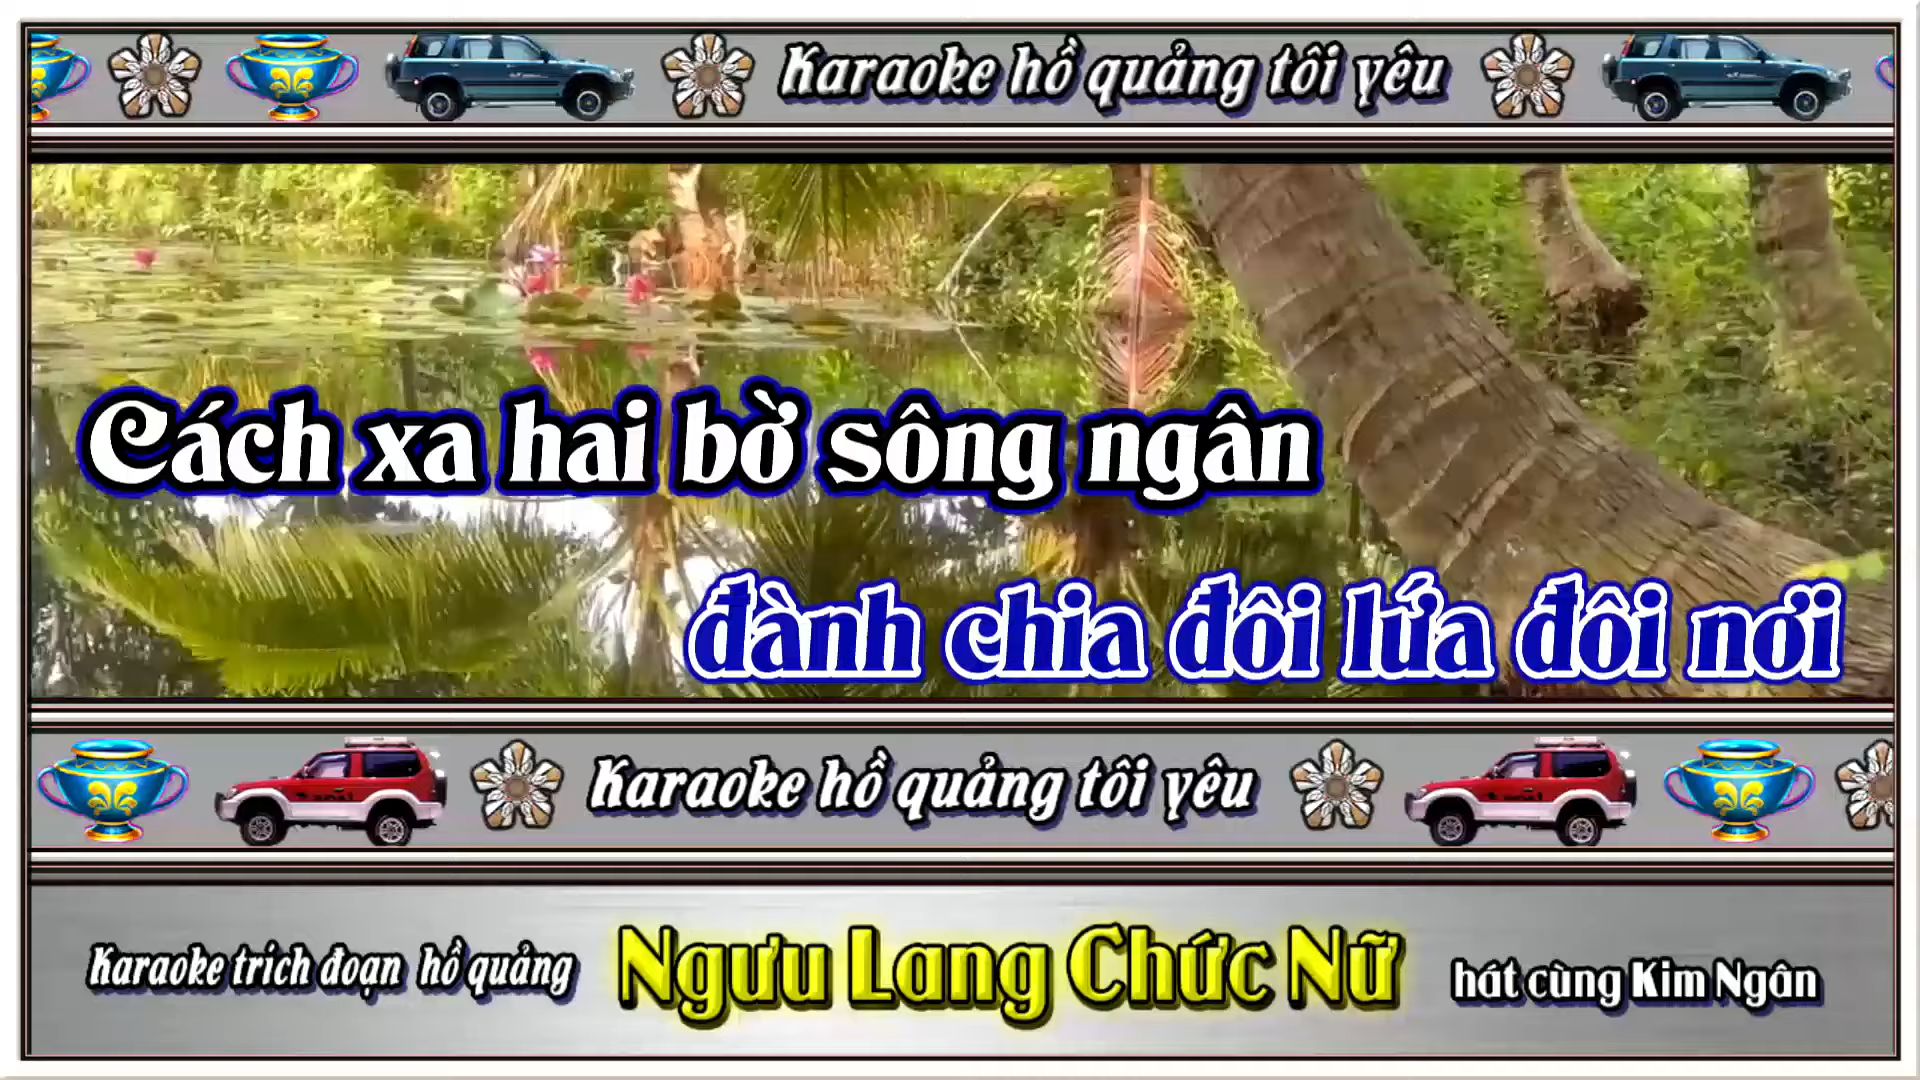 Karaoke hồ quảng tôi yêu
Cách xa hai bờ sông ngân
đành chia đôi lứa đôi nơi
Karaoke hồ quảng tôi yêu
Karaoke trích đoạn hồ quảng Ngưu Lang Chức Nữ hát cùng Kim Ngân